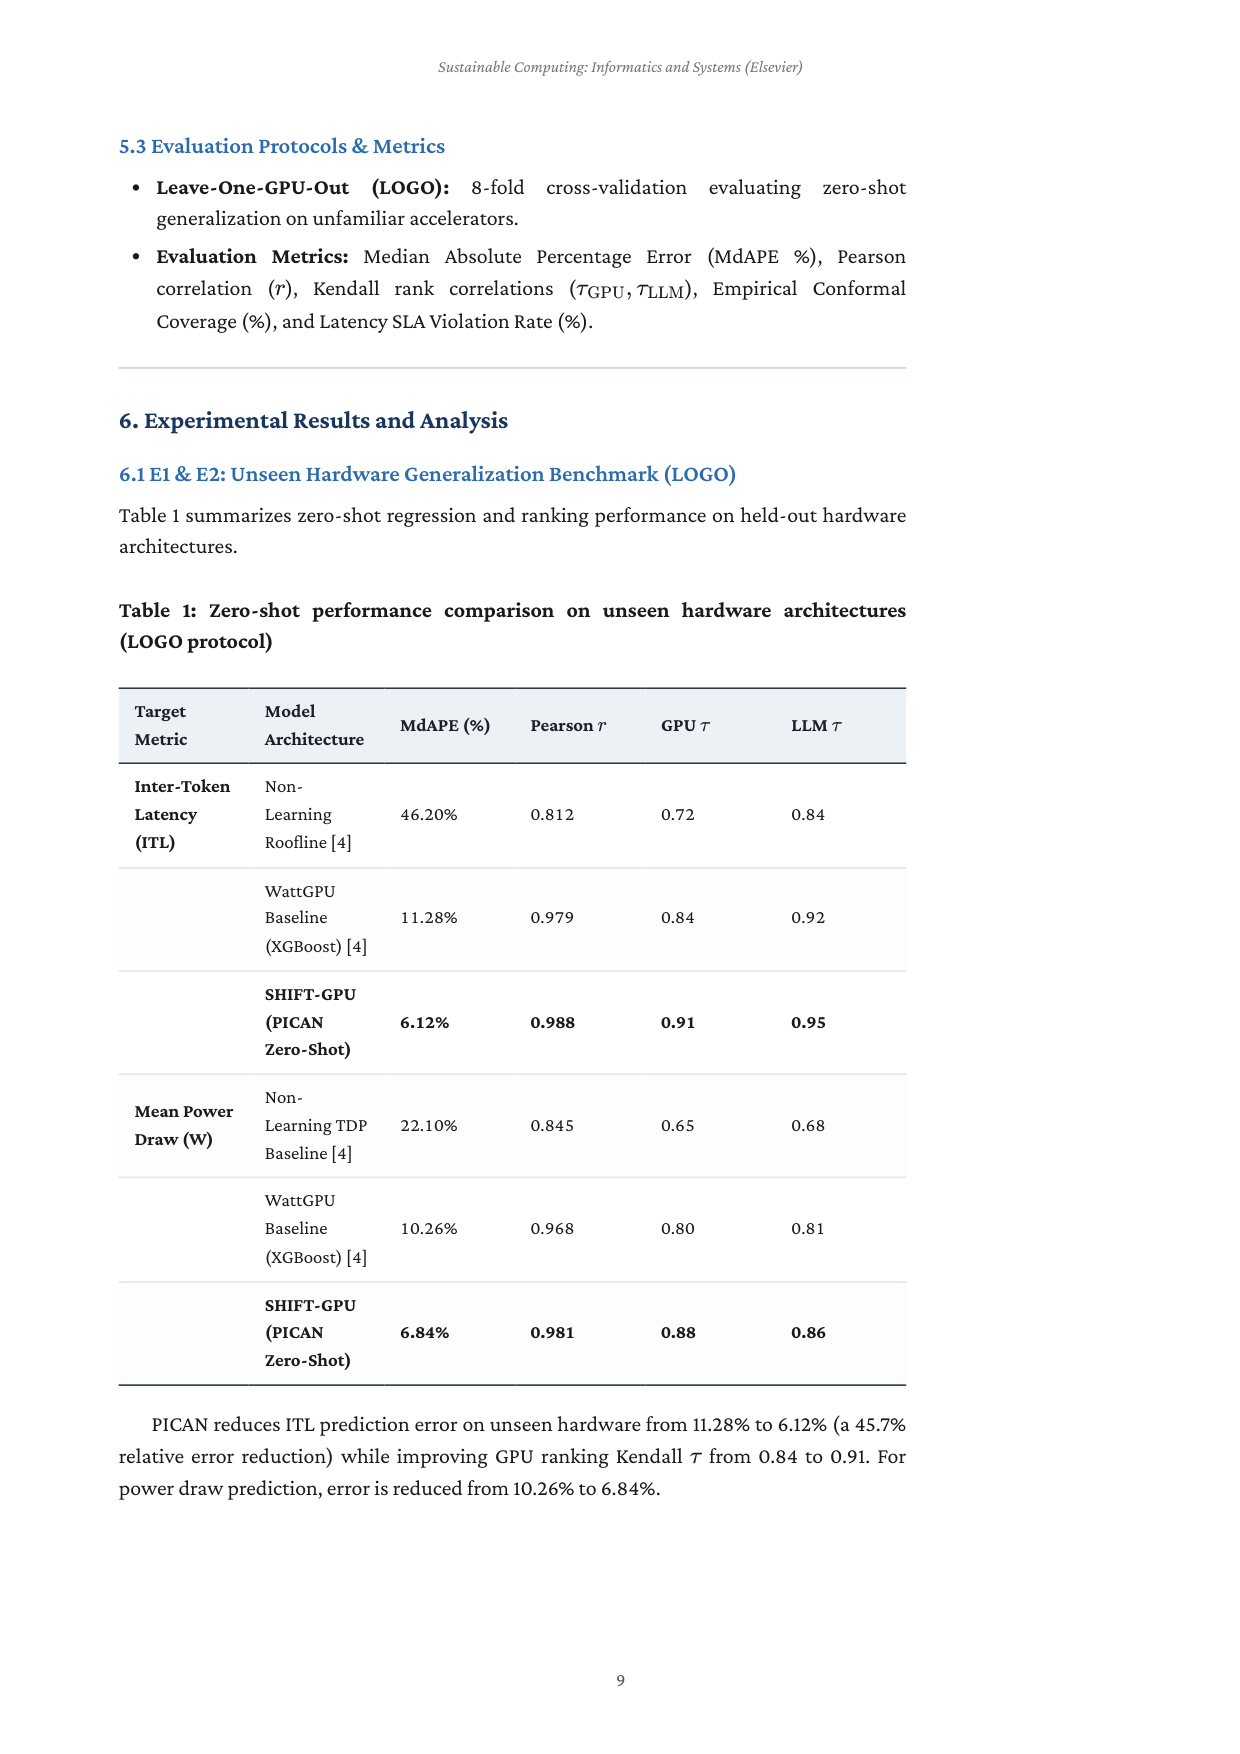 Sustainable Computing: Informatics and Systems (Elsevier)
5.3 Evaluation Protocols & Metrics
• Leave-One-GPU-Out (LOGO): 8-fold cross-validation evaluating zero-shot
generalization on unfamiliar accelerators.
• Evaluation Metrics: Median Absolute Percentage Error (MdAPE %), Pearson
correlation (r), Kendall rank correlations (τGPU, τLLM), Empirical Conformal
Coverage (%), and Latency SLA Violation Rate (%).
6. Experimental Results and Analysis
6.1 E1 & E2: Unseen Hardware Generalization Benchmark (LOGO)
Table 1 summarizes zero-shot regression and ranking performance on held-out hardware
architectures.
Table 1: Zero-shot performance comparison on unseen hardware architectures
(LOGO protocol)
Target Metric | Model Architecture | MdAPE (%) | Pearson r | GPU τ | LLM τ
Inter-Token Latency (ITL) | Non-Learning Roofline [4] | 46.20% | 0.812 | 0.72 | 0.84
WattGPU Baseline (XGBoost) [4] | 11.28% | 0.979 | 0.84 | 0.92
SHIFT-GPU (PICAN Zero-Shot) | 6.12% | 0.988 | 0.91 | 0.95
Mean Power Draw (W) | Non-Learning TDP Baseline [4] | 22.10% | 0.845 | 0.65 | 0.68
WattGPU Baseline (XGBoost) [4] | 10.26% | 0.968 | 0.80 | 0.81
SHIFT-GPU (PICAN Zero-Shot) | 6.84% | 0.981 | 0.88 | 0.86
PICAN reduces ITL prediction error on unseen hardware from 11.28% to 6.12% (a 45.7%
relative error reduction) while improving GPU ranking Kendall τ from 0.84 to 0.91. For
power draw prediction, error is reduced from 10.26% to 6.84%.
9